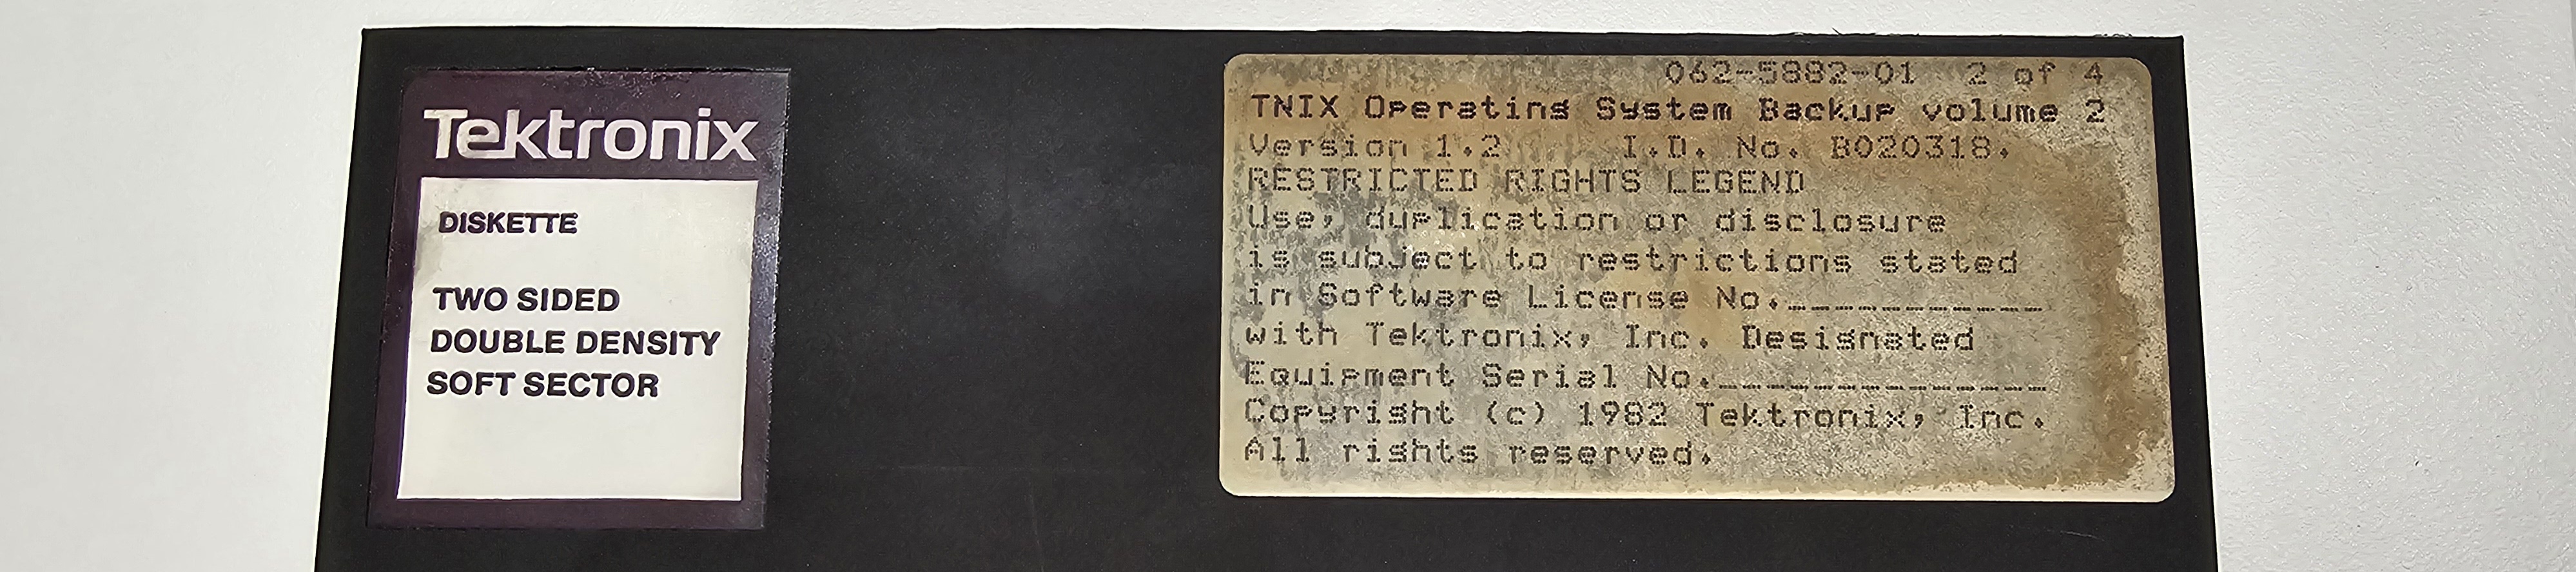 Tektronix
DISKETTE
TWO SIDED
DOUBLE DENSITY
SOFT SECTOR
062-5882-01 2 of 4
TNIX Operating System Backup volume 2
Version 1.2 I.D. No. B020318.
RESTRICTED RIGHTS LEGEND
Use, duplication or disclosure
is subject to restrictions stated
in Software License No._____________
with Tektronix, Inc. Designated
Equipment Serial No.________________
Copyright (c) 1982 Tektronix, Inc.
All rights reserved.